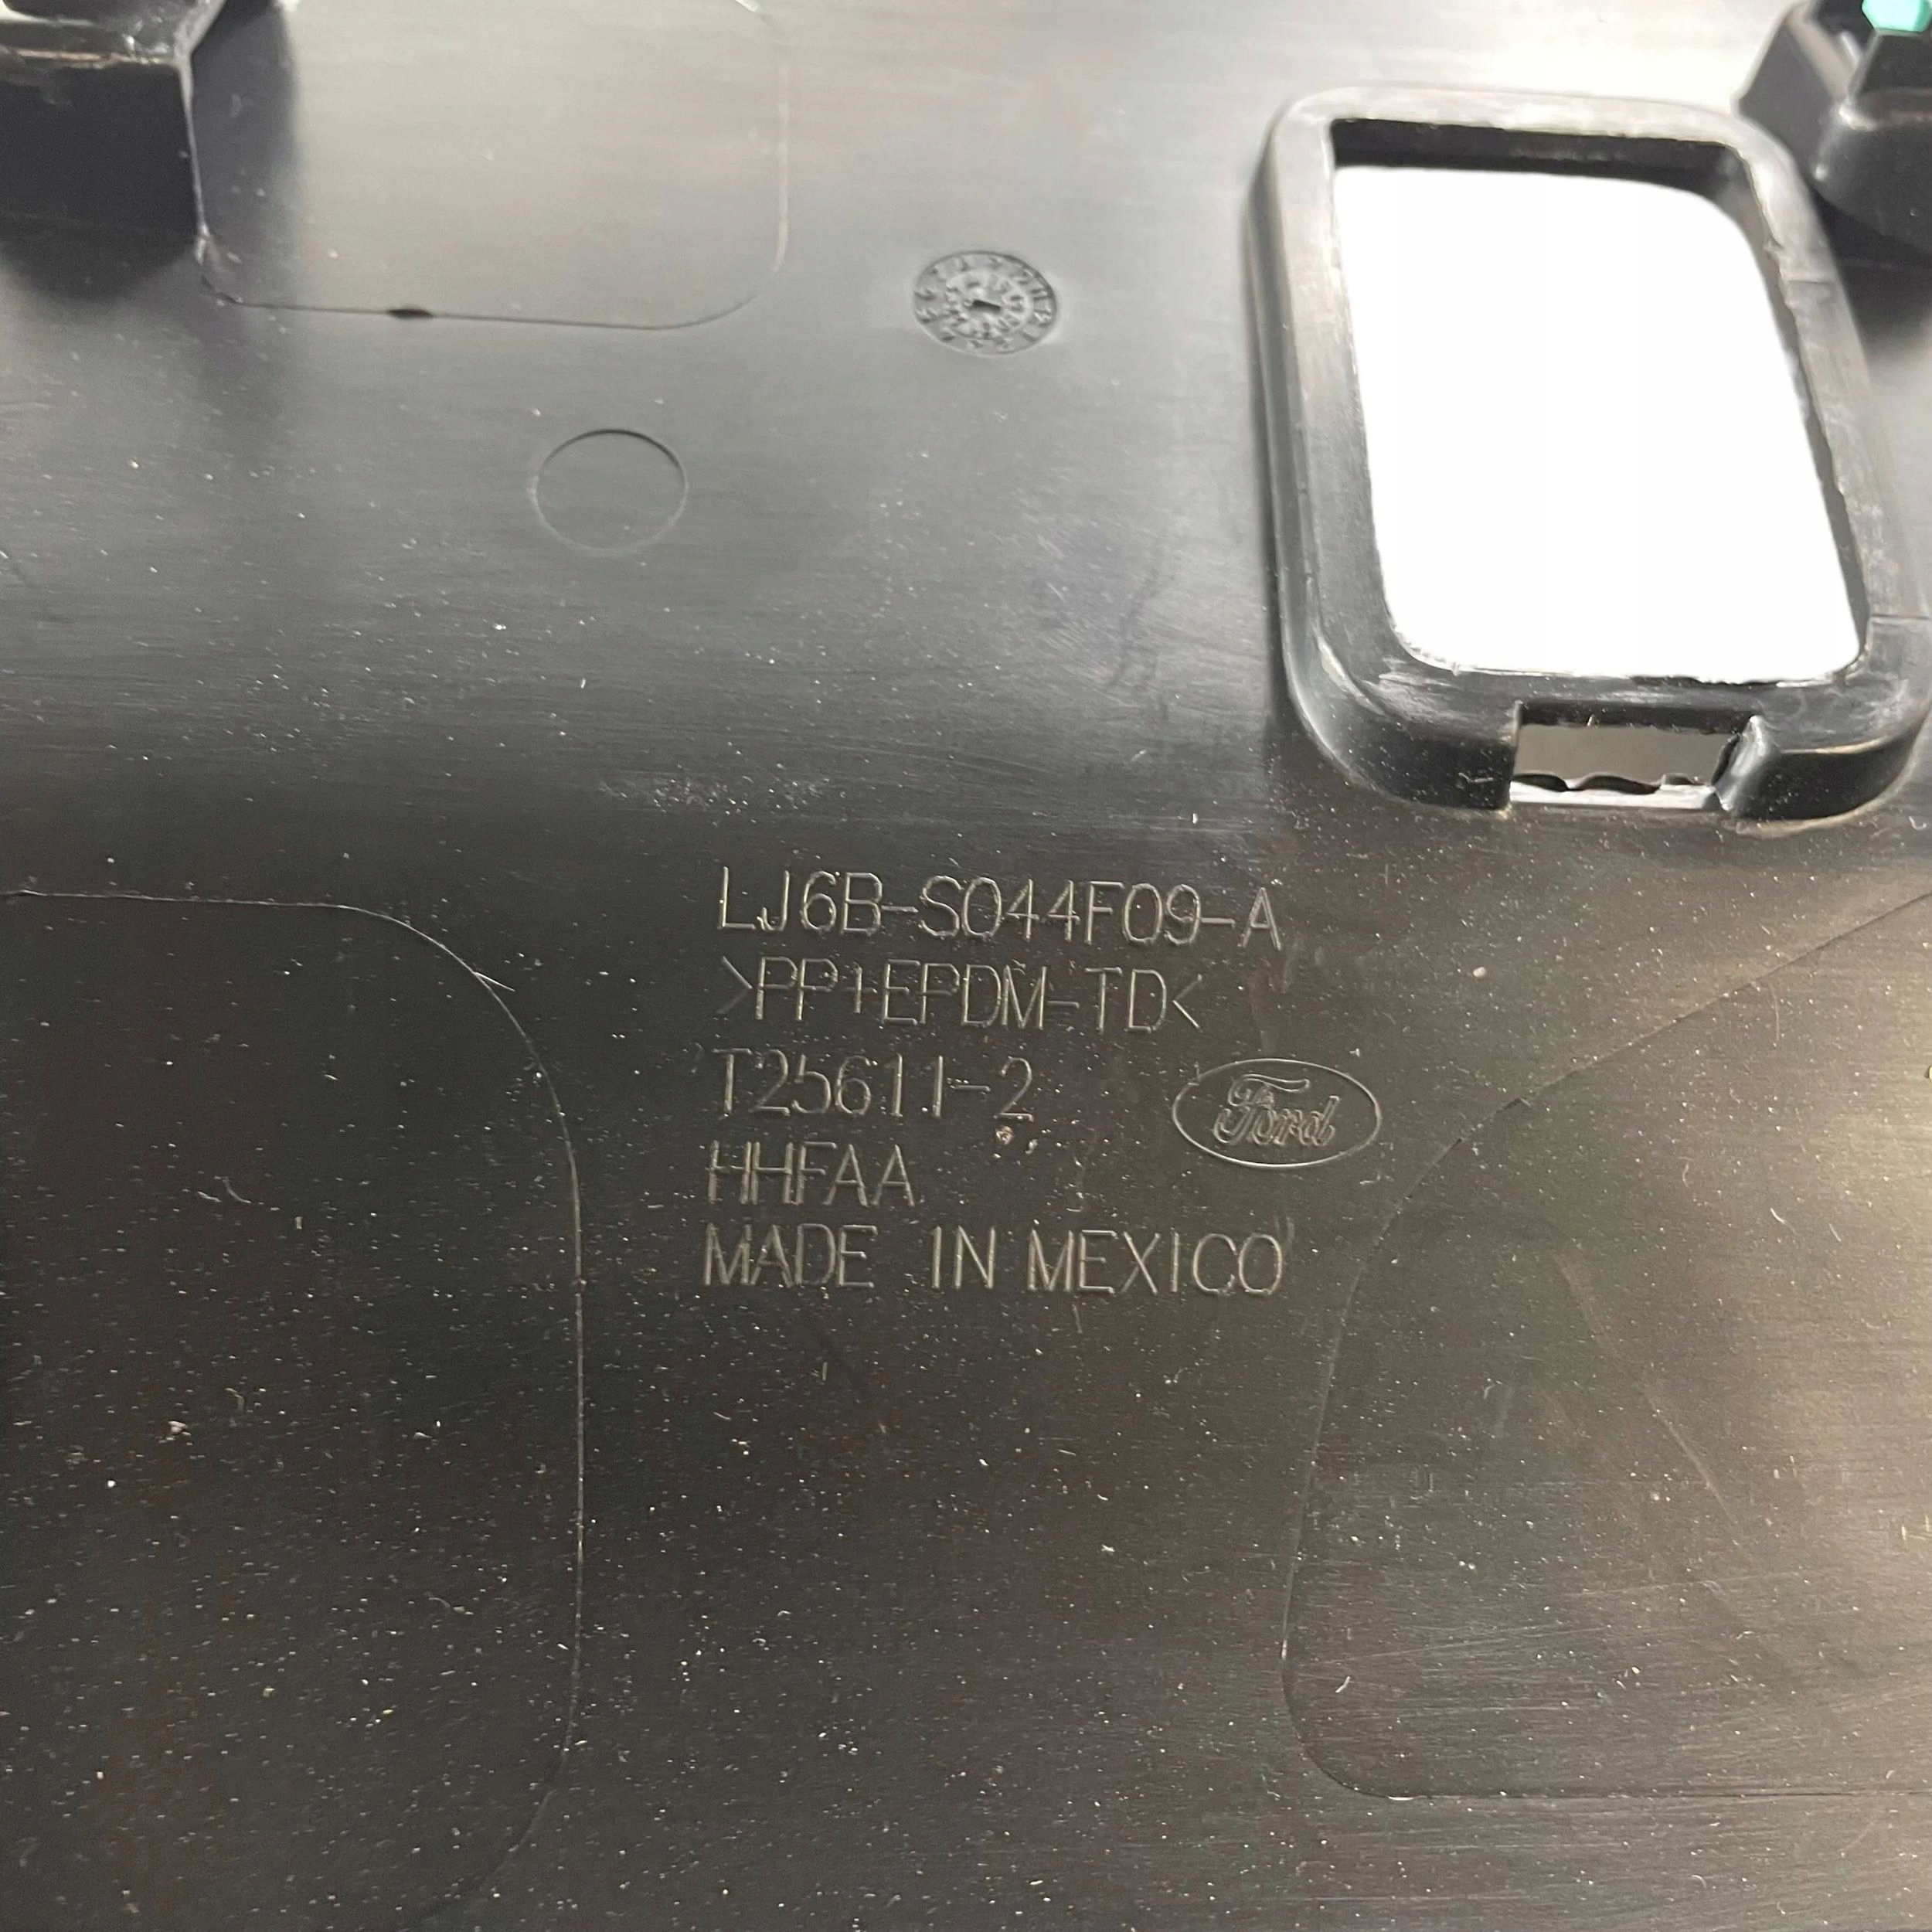 LJ6B-S044F09-A
>PP+EPDM-TD<
T25611-2
Ford
HHFAA
MADE IN MEXICO